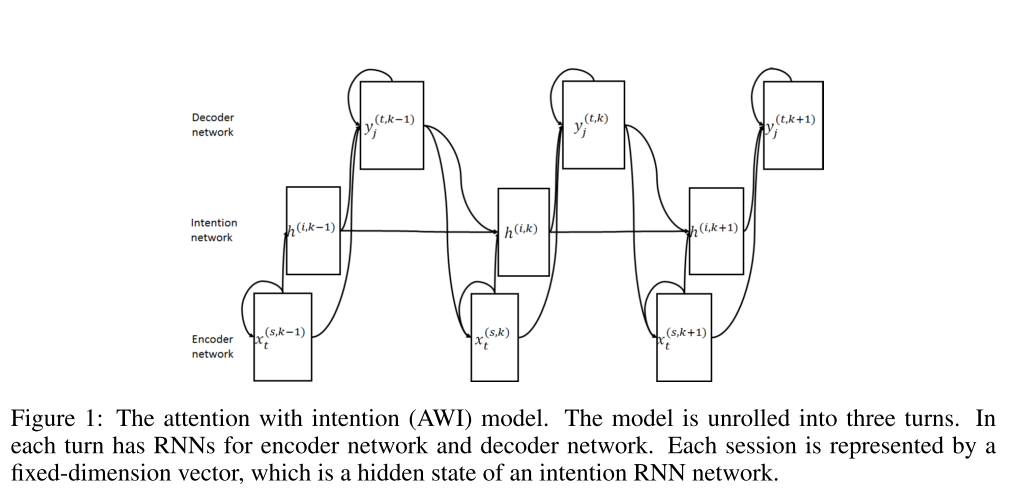 Decoder
network
y_j^(t,k−1)
y_j^(t,k)
y_j^(t,k+1)
Intention
network
h^(i,k−1)
h^(i,k)
h^(i,k+1)
Encoder
network
x_t^(s,k−1)
x_t^(s,k)
x_t^(s,k+1)
Figure 1: The attention with intention (AWI) model. The model is unrolled into three turns. In
each turn has RNNs for encoder network and decoder network. Each session is represented by a
fixed-dimension vector, which is a hidden state of an intention RNN network.